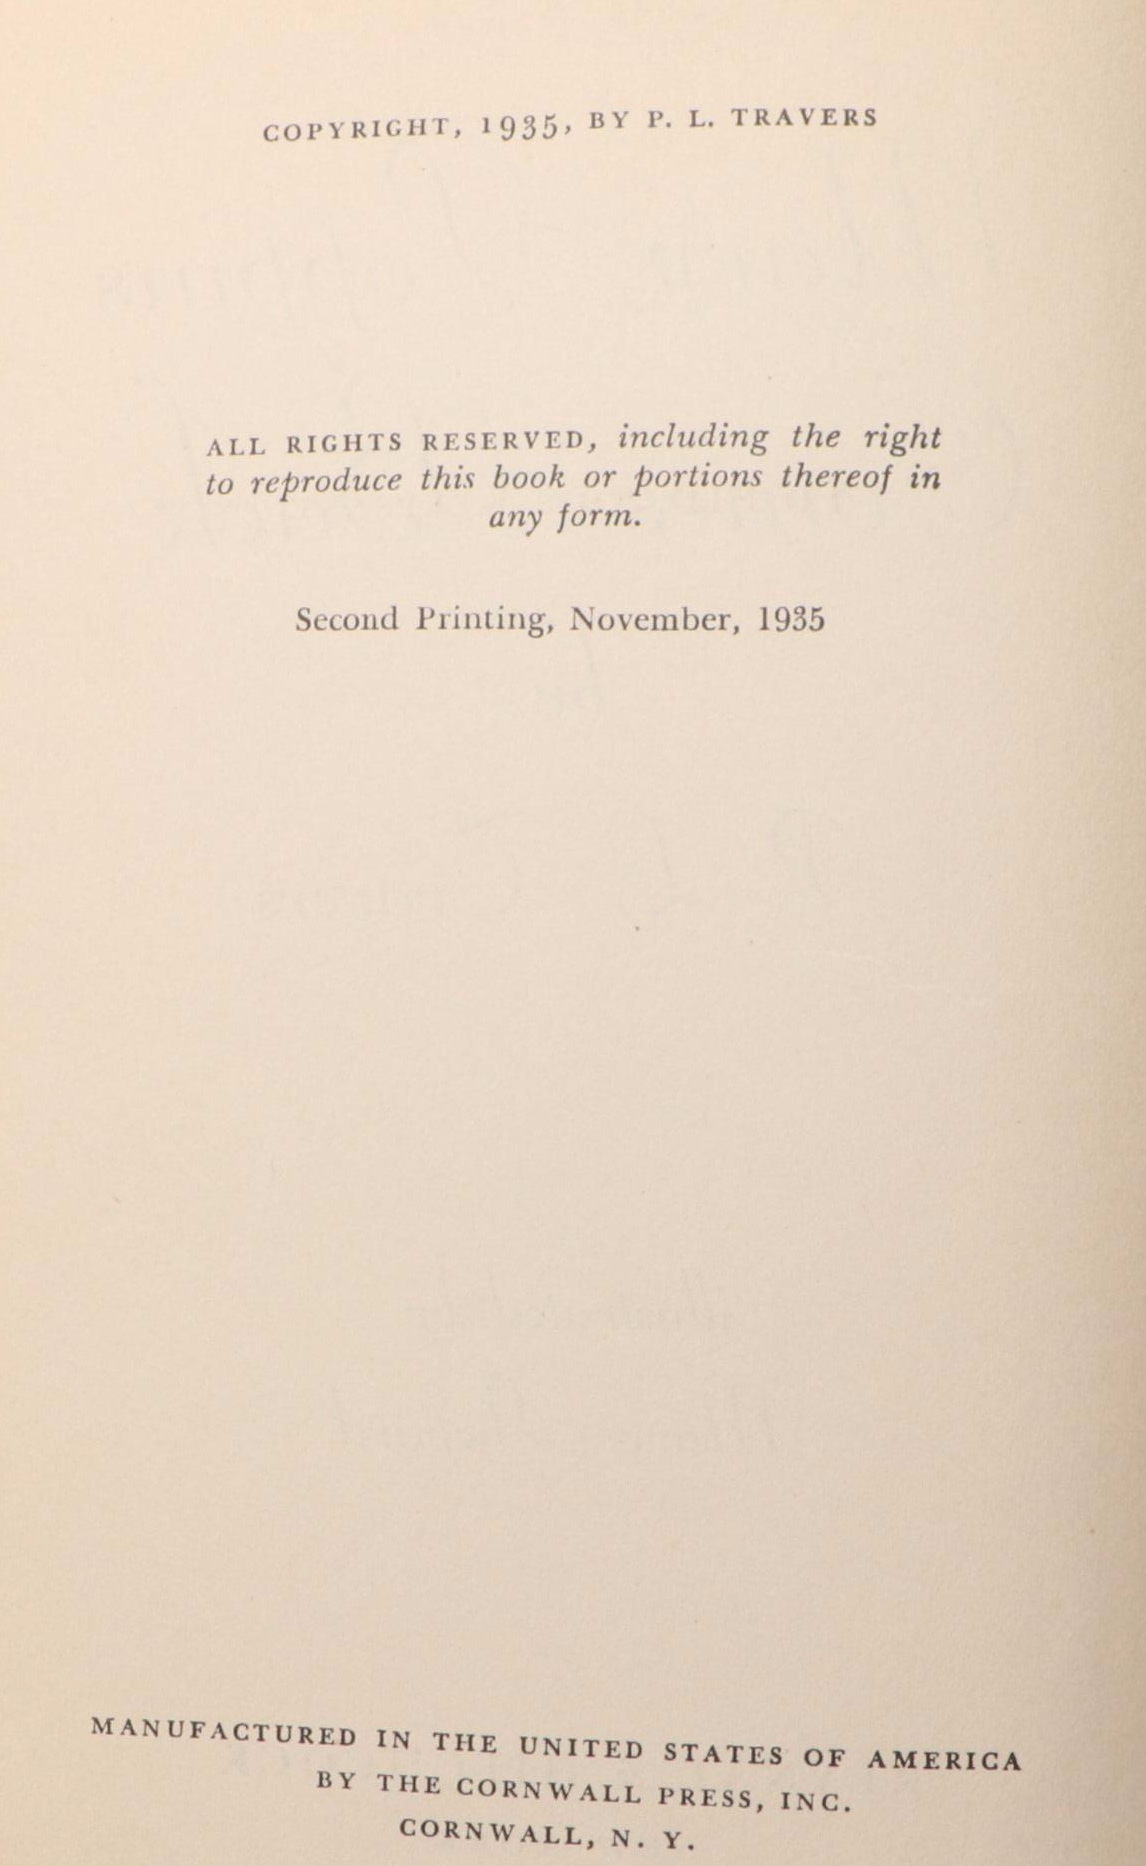 COPYRIGHT, 1935, BY P. L. TRAVERS
ALL RIGHTS RESERVED, including the right
to reproduce this book or portions thereof in
any form.
Second Printing, November, 1935
MANUFACTURED IN THE UNITED STATES OF AMERICA
BY THE CORNWALL PRESS, INC.
CORNWALL, N. Y.